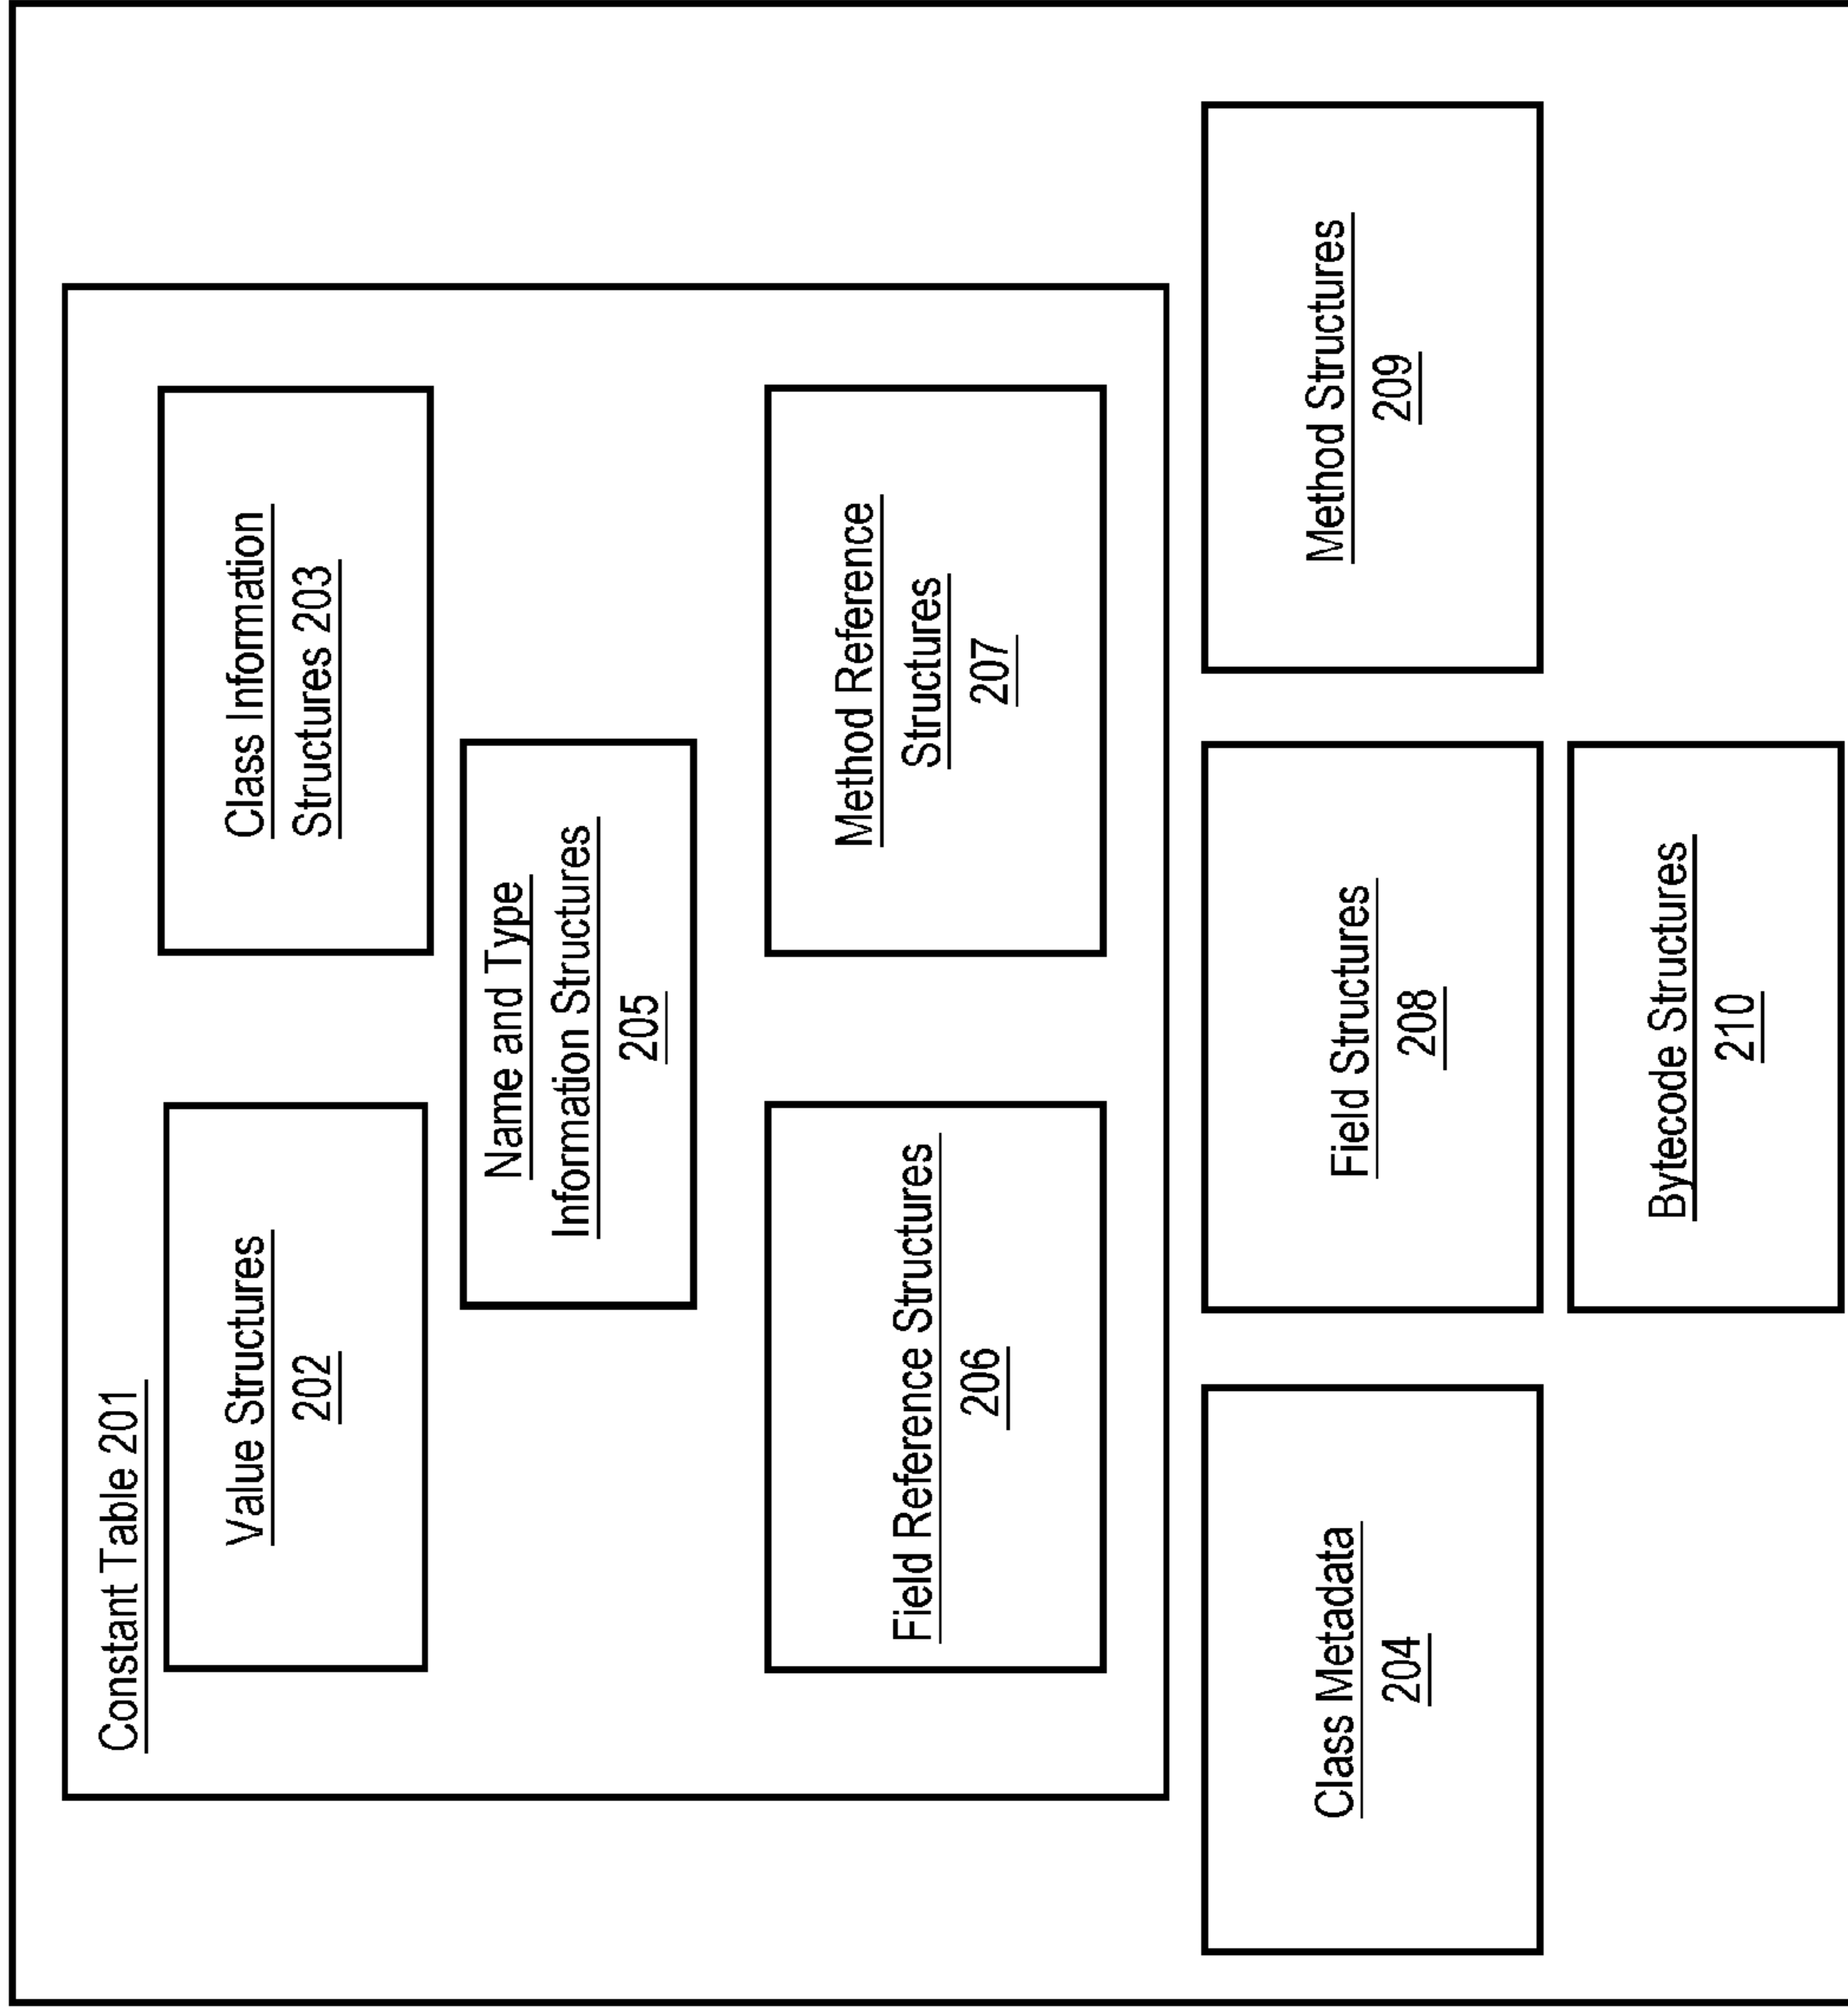 Constant Table 201
Value Structures
202
Class Information
Structures 203
Name and Type
Information Structures
205
Field Reference Structures
206
Method Reference
Structures
207
Class Metadata
204
Field Structures
208
Method Structures
209
Bytecode Structures
210